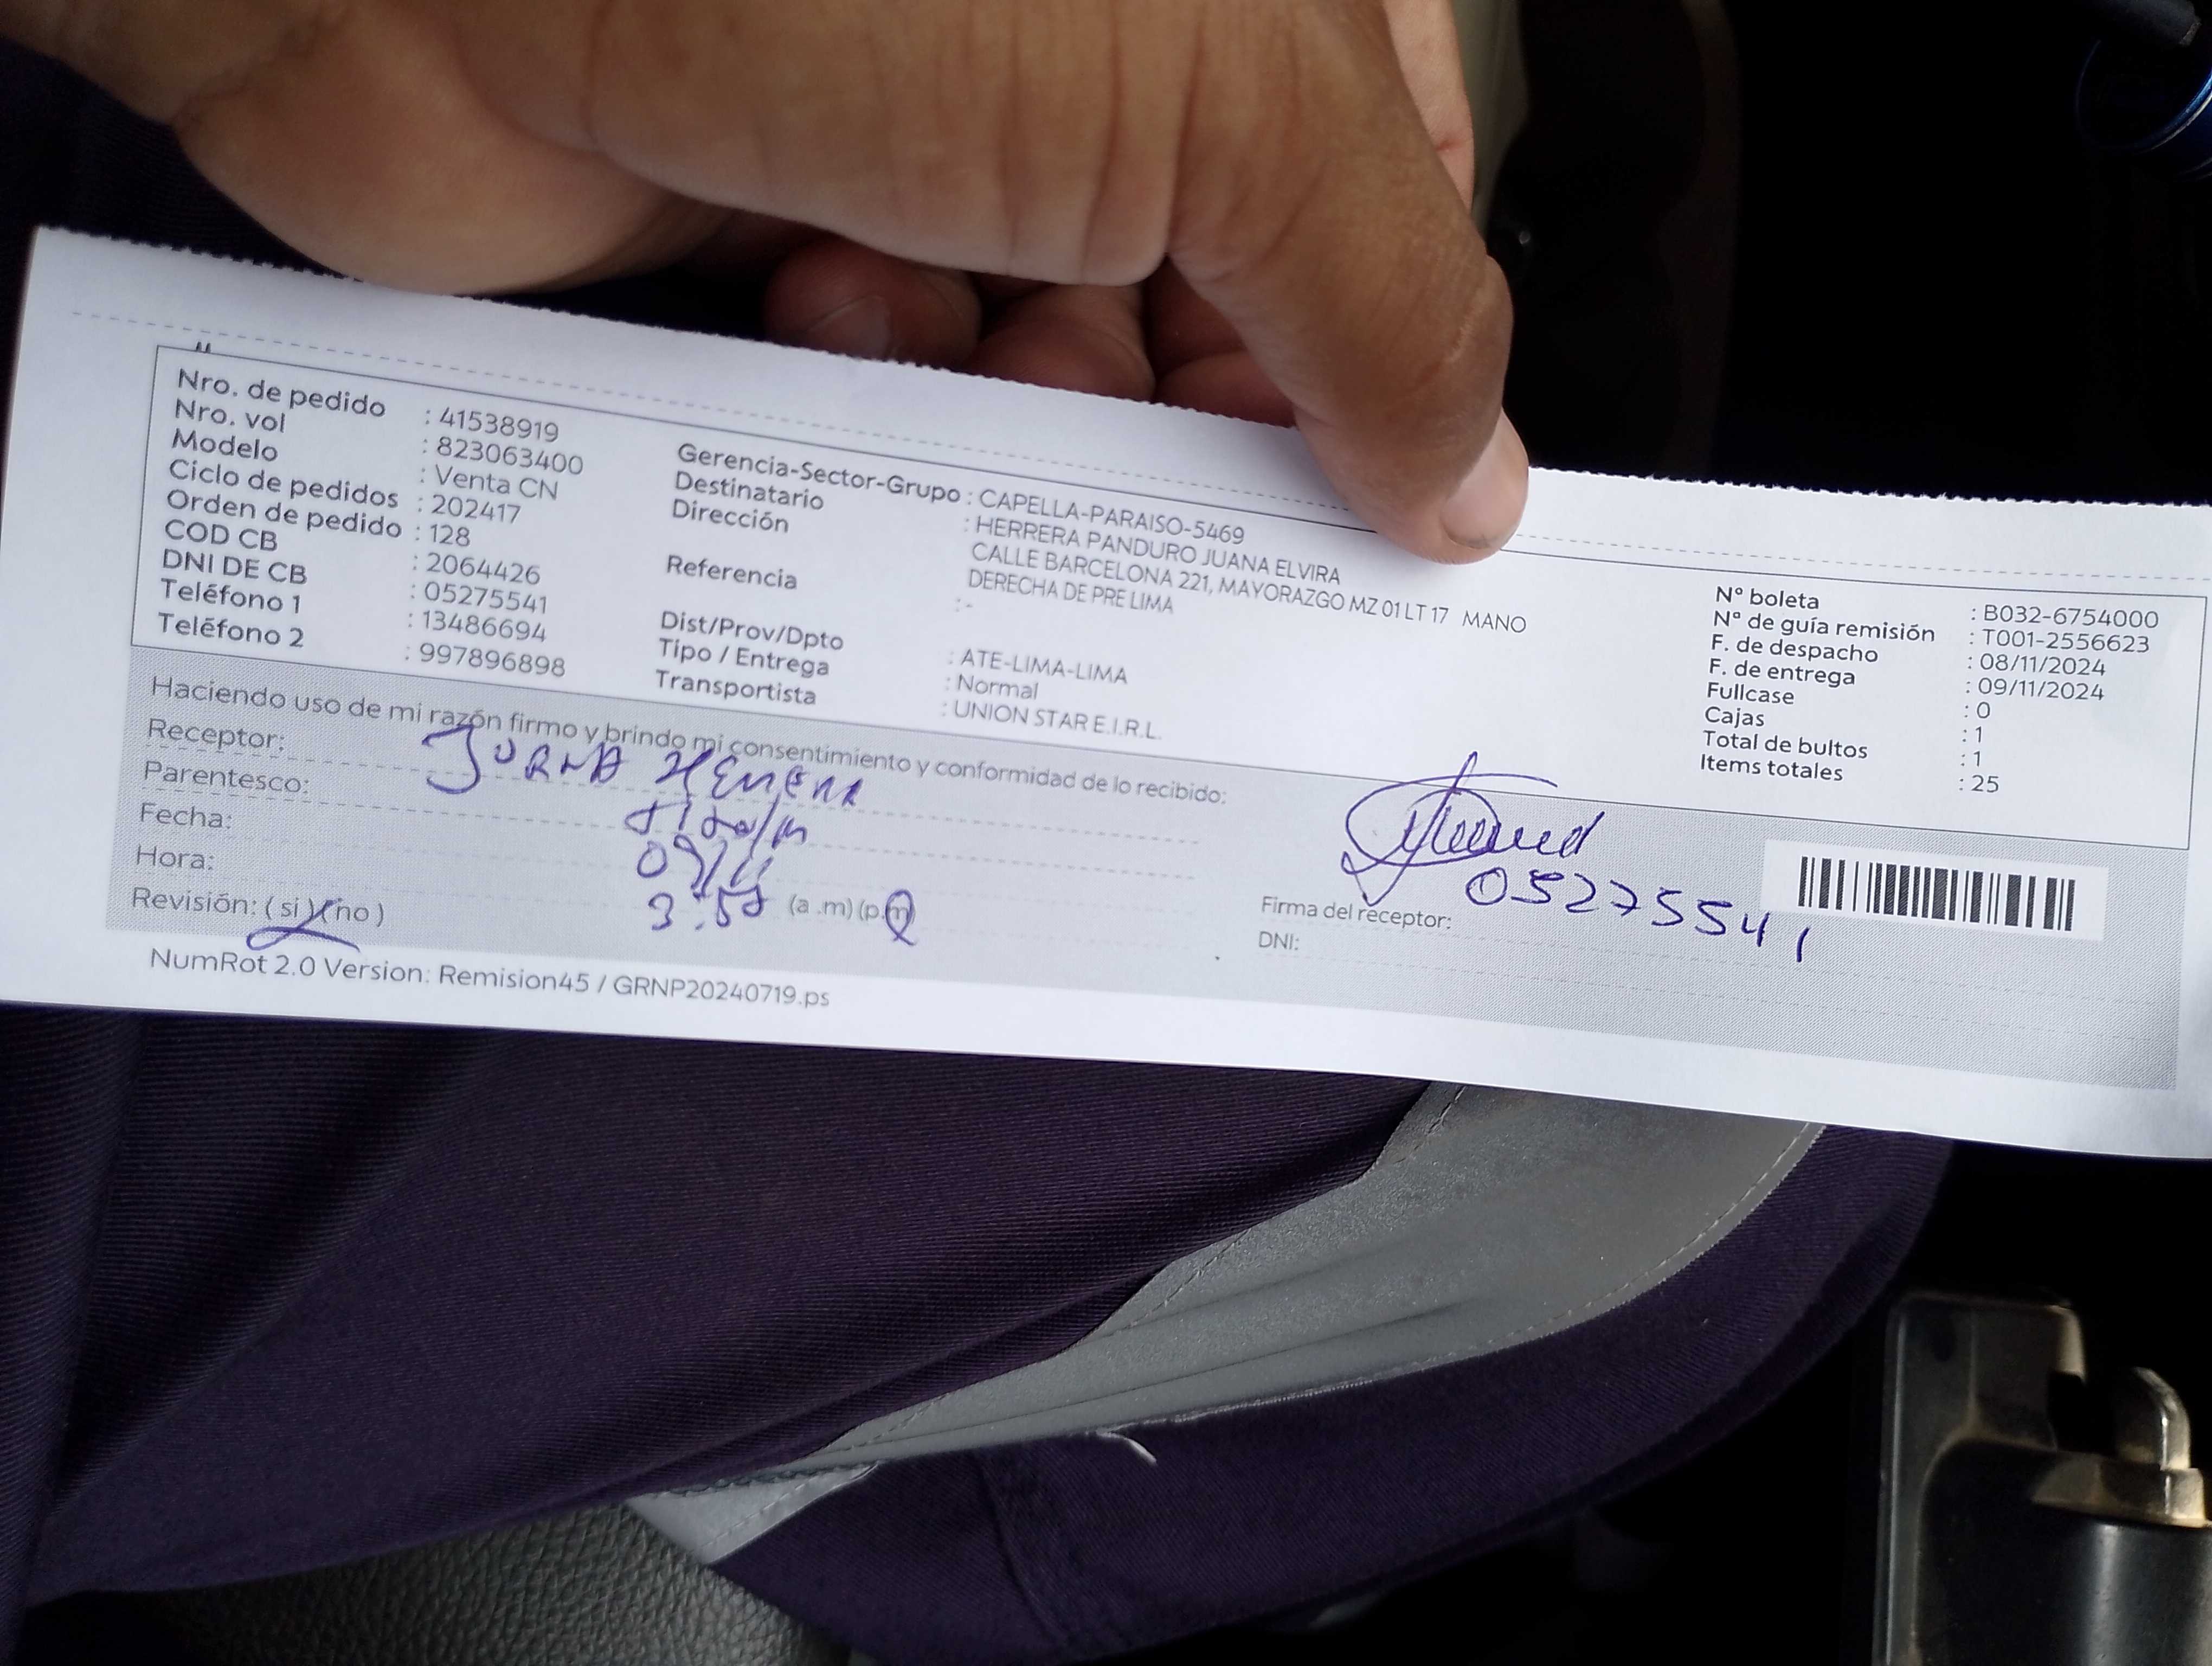 Nro. de pedido : 41538919
Nro. vol : 823063400
Modelo : Venta CN
Ciclo de pedidos : 202417
Orden de pedido : 128
COD CB : 2064426
DNI DE CB : 05275541
Teléfono 1 : 13486694
Teléfono 2 : 997896898
Gerencia-Sector-Grupo : CAPELLA-PARAISO-5469
Destinatario : HERRERA PANDURO JUANA ELVIRA
Dirección CALLE BARCELONA 221, MAYORAZGO MZ 01 LT 17 MANO
DERECHA DE PRE LIMA
Referencia : -
Dist/Prov/Dpto : ATE-LIMA-LIMA
Tipo / Entrega : Normal
Transportista : UNION STAR E.I.R.L.
N° boleta : B032-6754000
N° de guía remisión : T001-2556623
F. de despacho : 08/11/2024
F. de entrega : 09/11/2024
Fullcase : 0
Cajas : 1
Total de bultos : 1
Items totales : 25
Haciendo uso de mi razón firmo y brindo mi consentimiento y conformidad de lo recibido:
Receptor:
Parentesco:
Fecha: 09/11
Hora: 3:58 (a .m) (p.m)
Revisión: ( si ) ( no )
Firma del receptor:
DNI: 05275541
NumRot 2.0 Version: Remision45 / GRNP20240719.ps